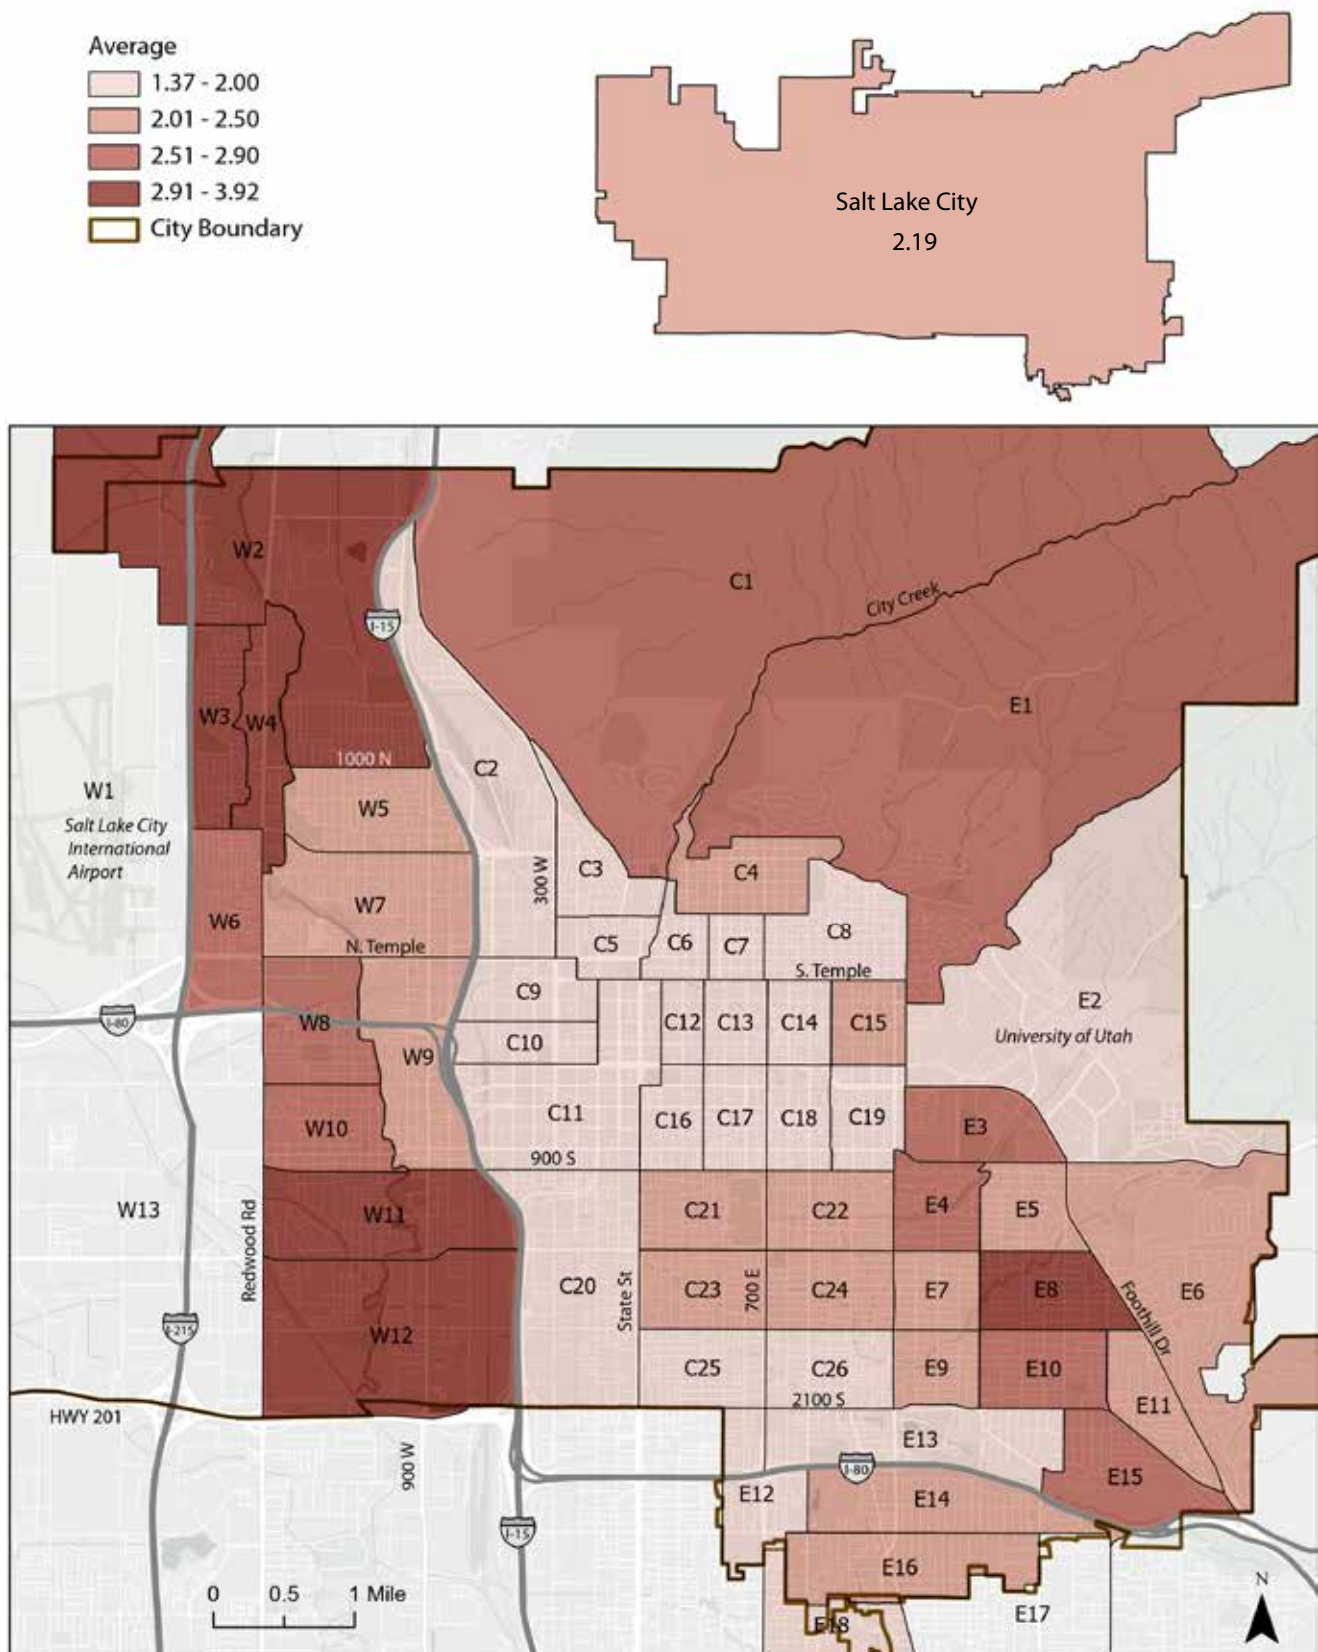 Average
1.37 - 2.00
2.01 - 2.50
2.51 - 2.90
2.91 - 3.92
City Boundary
Salt Lake City
2.19
W2
C1
City Creek
I-15
W3
W4
E1
1000 N
C2
W1
Salt Lake City
International
Airport
W5
300 W
C3
C4
W7
W6
N. Temple
C5
C6
C7
C8
S. Temple
C9
E2
University of Utah
I-80
W8
C10
C12
C13
C14
C15
W9
C11
C16
C17
C18
C19
W10
E3
900 S
W13
Redwood Rd
W11
C21
C22
E4
E5
C20
State St
C23
700 E
C24
E7
E8
Foothill Dr
E6
I-215
W12
C25
C26
E9
E10
2100 S
E11
HWY 201
E13
900 W
I-80
E12
E14
E15
I-15
E16
0 0.5 1 Mile
E17
E18
N